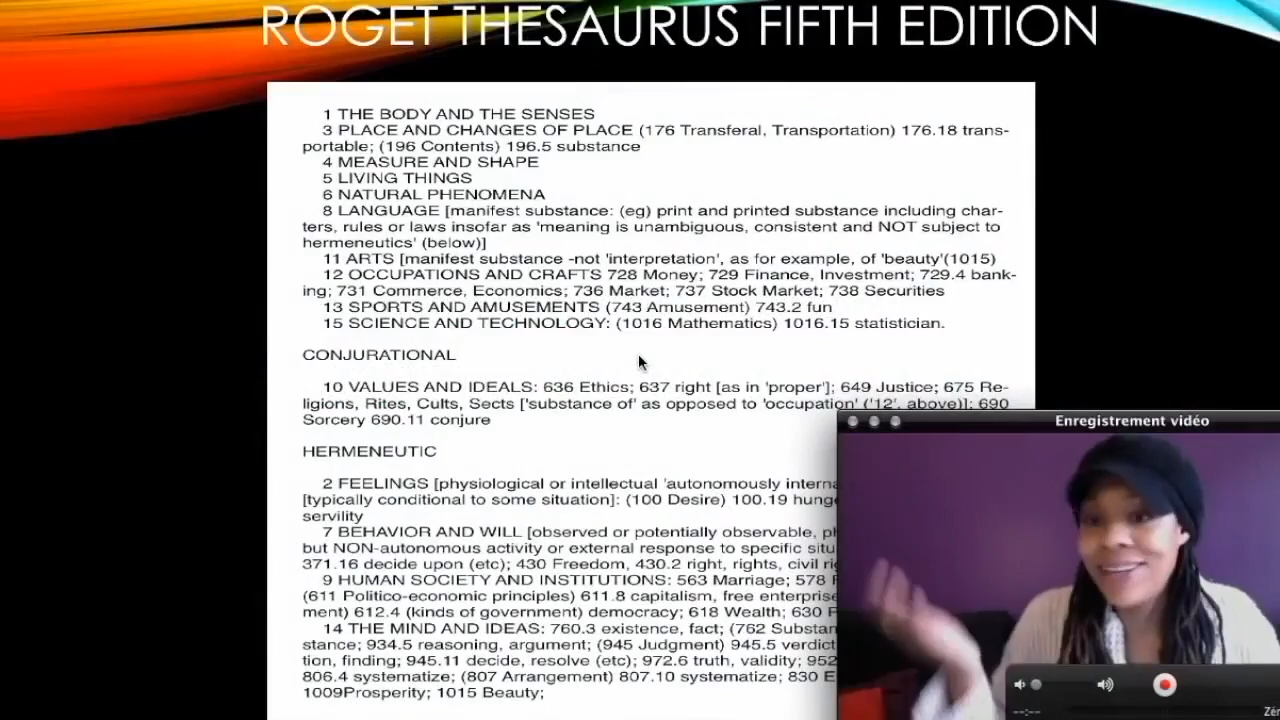 ROGET THESAURUS FIFTH EDITION
1 THE BODY AND THE SENSES
3 PLACE AND CHANGES OF PLACE (176 Transferal, Transportation) 176.18 trans-
portable; (196 Contents) 196.5 substance
4 MEASURE AND SHAPE
5 LIVING THINGS
6 NATURAL PHENOMENA
8 LANGUAGE [manifest substance: (eg) print and printed substance including char-
ters, rules or laws insofar as 'meaning is unambiguous, consistent and NOT subject to
hermeneutics' (below)]
11 ARTS [manifest substance -not 'interpretation', as for example, of 'beauty'(1015)
12 OCCUPATIONS AND CRAFTS 728 Money; 729 Finance, Investment; 729.4 bank-
ing; 731 Commerce, Economics; 736 Market; 737 Stock Market; 738 Securities
13 SPORTS AND AMUSEMENTS (743 Amusement) 743.2 fun
15 SCIENCE AND TECHNOLOGY: (1016 Mathematics) 1016.15 statistician.
CONJURATIONAL
10 VALUES AND IDEALS: 636 Ethics; 637 right [as in 'proper']; 649 Justice; 675 Re-
ligions, Rites, Cults, Sects ['substance of' as opposed to 'occupation' ('12', above)]; 690
Sorcery 690.11 conjure
HERMENEUTIC
2 FEELINGS [physiological or intellectual 'autonomously
[typically conditional to some situation]: (100 Desire) 100.19
servility
7 BEHAVIOR AND WILL [observed or potentially observable,
but NON-autonomous activity or external response to specific
371.16 decide upon (etc); 430 Freedom, 430.2 right, rights, civil
9 HUMAN SOCIETY AND INSTITUTIONS: 563 Marriage; 578
(611 Politico-economic principles) 611.8 capitalism, free enterprise
ment) 612.4 (kinds of government) democracy; 618 Wealth; 630
14 THE MIND AND IDEAS: 760.3 existence, fact; (762
stance; 934.5 reasoning, argument; (945 Judgment) 945.5
tion, finding; 945.11 decide, resolve (etc); 972.6 truth, validity;
806.4 systematize; (807 Arrangement) 807.10 systematize; 830
1009Prosperity; 1015 Beauty;
Enregistrement vidéo
--:--